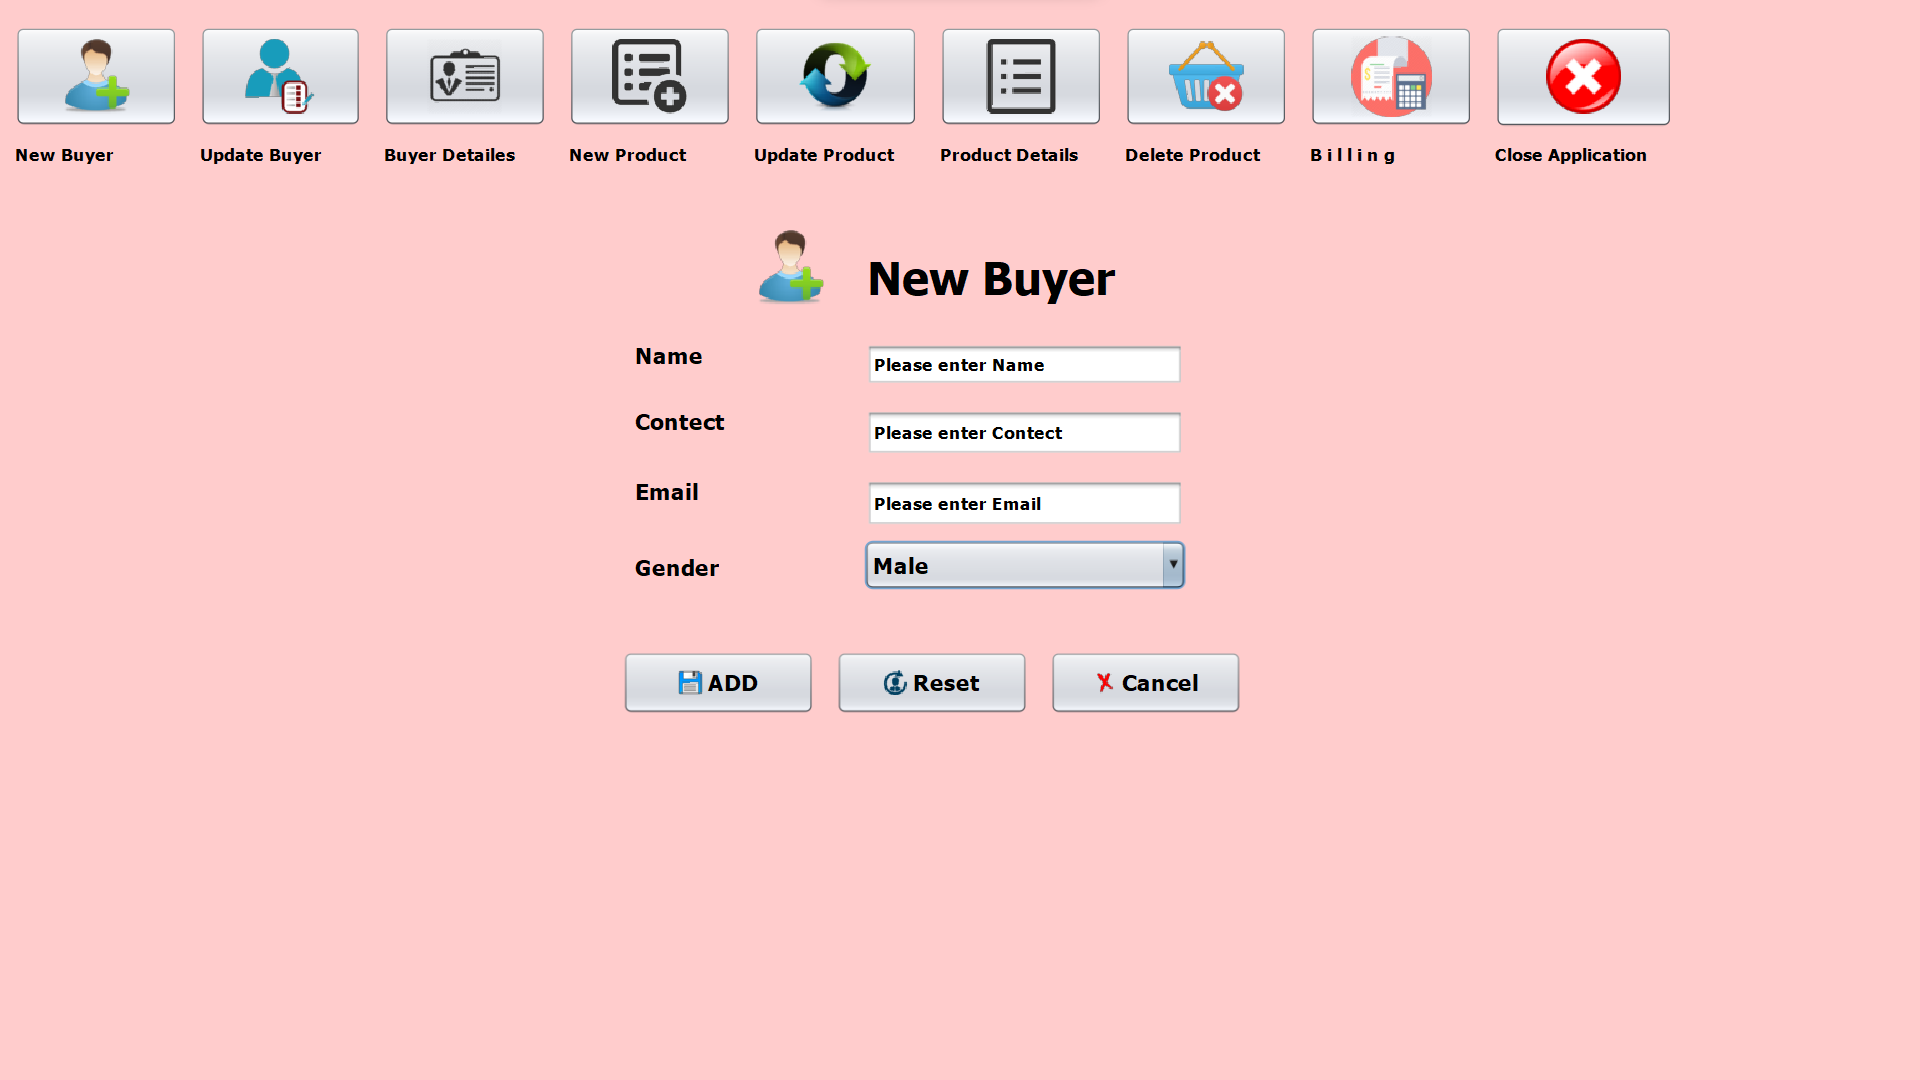 New Buyer Update Buyer Buyer Detailes New Product Update Product Product Details Delete Product B i l l i n g Close Application
New Buyer
Name Please enter Name
Contect Please enter Contect
Email Please enter Email
Gender Male
ADD Reset Cancel